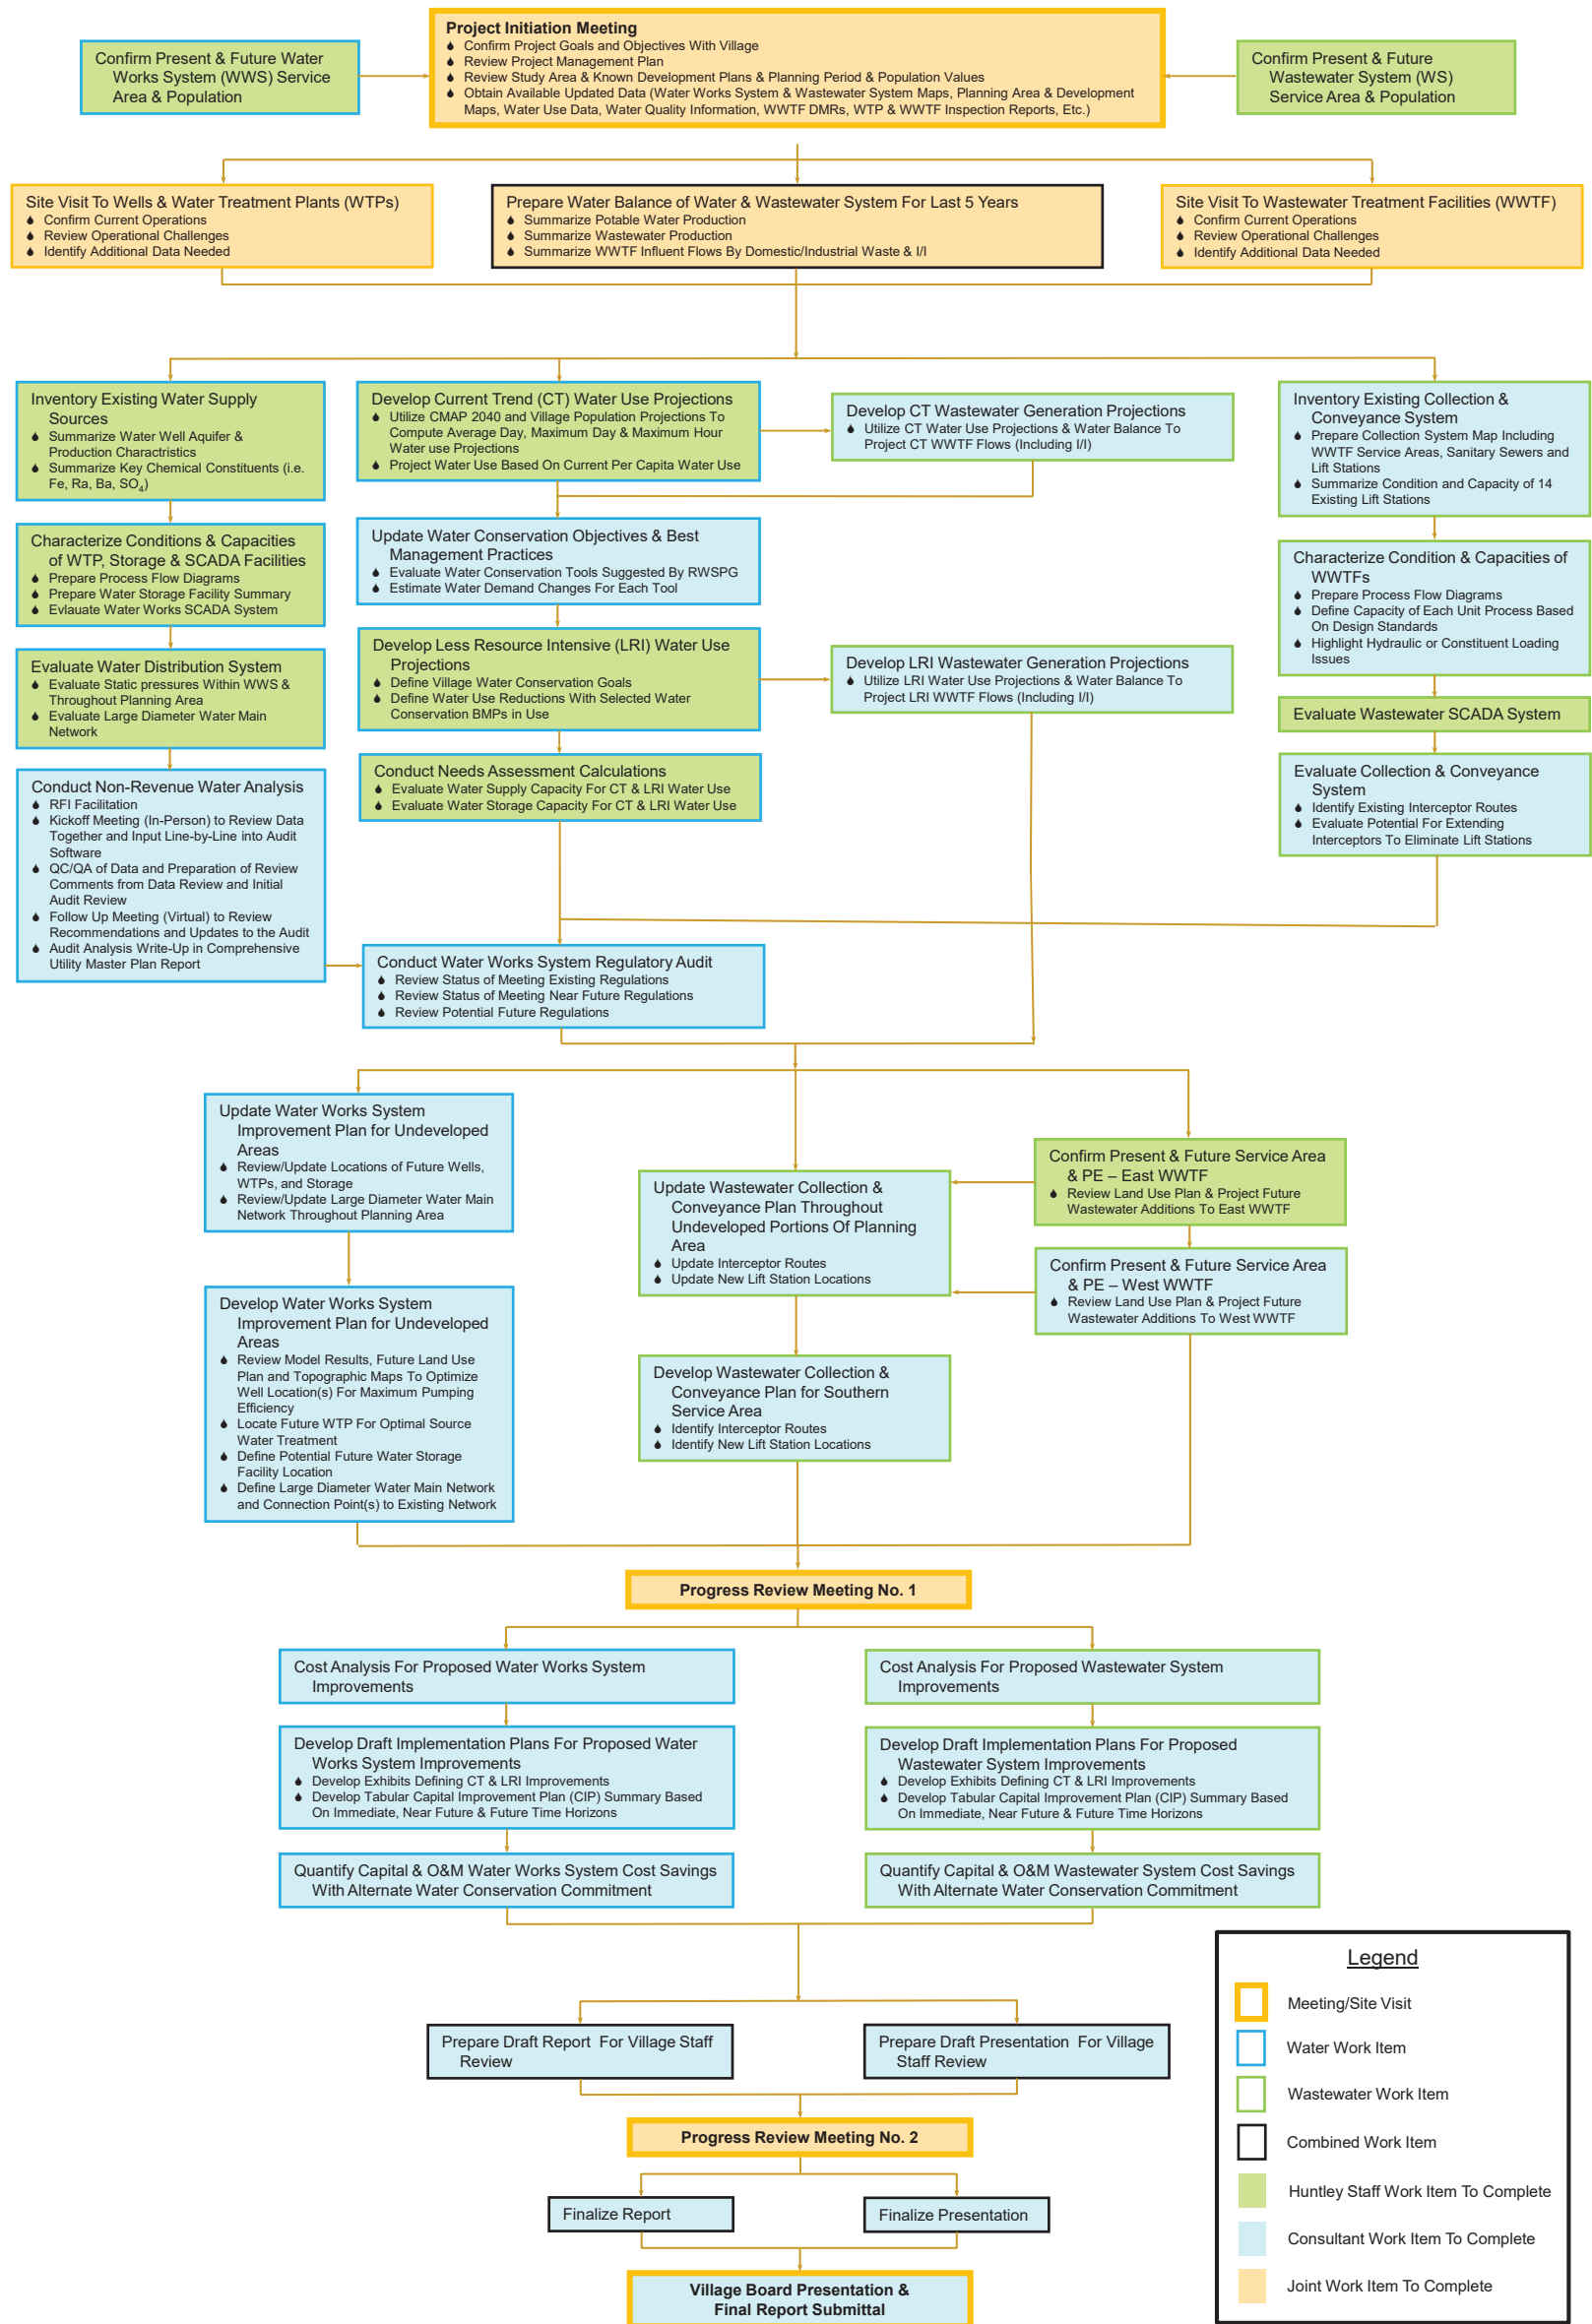 Project Initiation Meeting
Confirm Project Goals and Objectives With Village
Review Project Management Plan
Review Study Area & Known Development Plans & Planning Period & Population Values
Obtain Available Updated Data (Water Works System & Wastewater System Maps, Planning Area & Development
Maps, Water Use Data, Water Quality Information, WWTF DMRs, WTP & WWTF Inspection Reports, Etc.)
Confirm Present & Future Water
Works System (WWS) Service
Area & Population
Confirm Present & Future
Wastewater System (WS)
Service Area & Population
Site Visit To Wells & Water Treatment Plants (WTPs)
Confirm Current Operations
Review Operational Challenges
Identify Additional Data Needed
Prepare Water Balance of Water & Wastewater System For Last 5 Years
Summarize Potable Water Production
Summarize Wastewater Production
Summarize WWTF Influent Flows By Domestic/Industrial Waste & I/I
Site Visit To Wastewater Treatment Facilities (WWTF)
Confirm Current Operations
Review Operational Challenges
Identify Additional Data Needed
Inventory Existing Water Supply
Sources
Summarize Water Well Aquifer &
Production Charactristics
Summarize Key Chemical Constituents (i.e.
Fe, Ra, Ba, SO4)
Characterize Conditions & Capacities
of WTP, Storage & SCADA Facilities
Prepare Process Flow Diagrams
Prepare Water Storage Facility Summary
Evlauate Water Works SCADA System
Evaluate Water Distribution System
Evaluate Static pressures Within WWS &
Throughout Planning Area
Evaluate Large Diameter Water Main
Network
Conduct Non-Revenue Water Analysis
RFI Facilitation
Kickoff Meeting (In-Person) to Review Data
Together and Input Line-by-Line into Audit
Software
QC/QA of Data and Preparation of Review
Comments from Data Review and Initial
Audit Review
Follow Up Meeting (Virtual) to Review
Recommendations and Updates to the Audit
Audit Analysis Write-Up in Comprehensive
Utility Master Plan Report
Develop Current Trend (CT) Water Use Projections
Utilize CMAP 2040 and Village Population Projections To
Compute Average Day, Maximum Day & Maximum Hour
Water use Projections
Project Water Use Based On Current Per Capita Water Use
Develop CT Wastewater Generation Projections
Utilize CT Water Use Projections & Water Balance To
Project CT WWTF Flows (Including I/I)
Update Water Conservation Objectives & Best
Management Practices
Evaluate Water Conservation Tools Suggested By RWSPG
Estimate Water Demand Changes For Each Tool
Develop Less Resource Intensive (LRI) Water Use
Projections
Define Village Water Conservation Goals
Define Water Use Reductions With Selected Water
Conservation BMPs in Use
Develop LRI Wastewater Generation Projections
Utilize LRI Water Use Projections & Water Balance To
Project LRI WWTF Flows (Including I/I)
Conduct Needs Assessment Calculations
Evaluate Water Supply Capacity For CT & LRI Water Use
Evaluate Water Storage Capacity For CT & LRI Water Use
Inventory Existing Collection &
Conveyance System
Prepare Collection System Map Including
WWTF Service Areas, Sanitary Sewers and
Lift Stations
Summarize Condition and Capacity of 14
Existing Lift Stations
Characterize Condition & Capacities of
WWTFs
Prepare Process Flow Diagrams
Define Capacity of Each Unit Process Based
On Design Standards
Highlight Hydraulic or Constituent Loading
Issues
Evaluate Wastewater SCADA System
Evaluate Collection & Conveyance
System
Identify Existing Interceptor Routes
Evaluate Potential For Extending
Interceptors To Eliminate Lift Stations
Conduct Water Works System Regulatory Audit
Review Status of Meeting Existing Regulations
Review Status of Meeting Near Future Regulations
Review Potential Future Regulations
Update Water Works System
Improvement Plan for Undeveloped
Areas
Review/Update Locations of Future Wells,
WTPs, and Storage
Review/Update Large Diameter Water Main
Network Throughout Planning Area
Develop Water Works System
Improvement Plan for Undeveloped
Areas
Review Model Results, Future Land Use
Plan and Topographic Maps To Optimize
Well Location(s) For Maximum Pumping
Efficiency
Locate Future WTP For Optimal Source
Water Treatment
Define Potential Future Water Storage
Facility Location
Define Large Diameter Water Main Network
and Connection Point(s) to Existing Network
Update Wastewater Collection &
Conveyance Plan Throughout
Undeveloped Portions Of Planning
Area
Update Interceptor Routes
Update New Lift Station Locations
Develop Wastewater Collection &
Conveyance Plan for Southern
Service Area
Identify Interceptor Routes
Identify New Lift Station Locations
Confirm Present & Future Service Area
& PE – East WWTF
Review Land Use Plan & Project Future
Wastewater Additions To East WWTF
Confirm Present & Future Service Area
& PE – West WWTF
Review Land Use Plan & Project Future
Wastewater Additions To West WWTF
Progress Review Meeting No. 1
Cost Analysis For Proposed Water Works System
Improvements
Develop Draft Implementation Plans For Proposed Water
Works System Improvements
Develop Exhibits Defining CT & LRI Improvements
Develop Tabular Capital Improvement Plan (CIP) Summary Based
On Immediate, Near Future & Future Time Horizons
Quantify Capital & O&M Water Works System Cost Savings
With Alternate Water Conservation Commitment
Cost Analysis For Proposed Wastewater System
Improvements
Develop Draft Implementation Plans For Proposed
Wastewater System Improvements
Develop Exhibits Defining CT & LRI Improvements
Develop Tabular Capital Improvement Plan (CIP) Summary Based
On Immediate, Near Future & Future Time Horizons
Quantify Capital & O&M Wastewater System Cost Savings
With Alternate Water Conservation Commitment
Prepare Draft Report For Village Staff
Review
Prepare Draft Presentation For Village
Staff Review
Progress Review Meeting No. 2
Finalize Report
Finalize Presentation
Village Board Presentation &
Final Report Submittal
Legend
Meeting/Site Visit
Water Work Item
Wastewater Work Item
Combined Work Item
Huntley Staff Work Item To Complete
Consultant Work Item To Complete
Joint Work Item To Complete